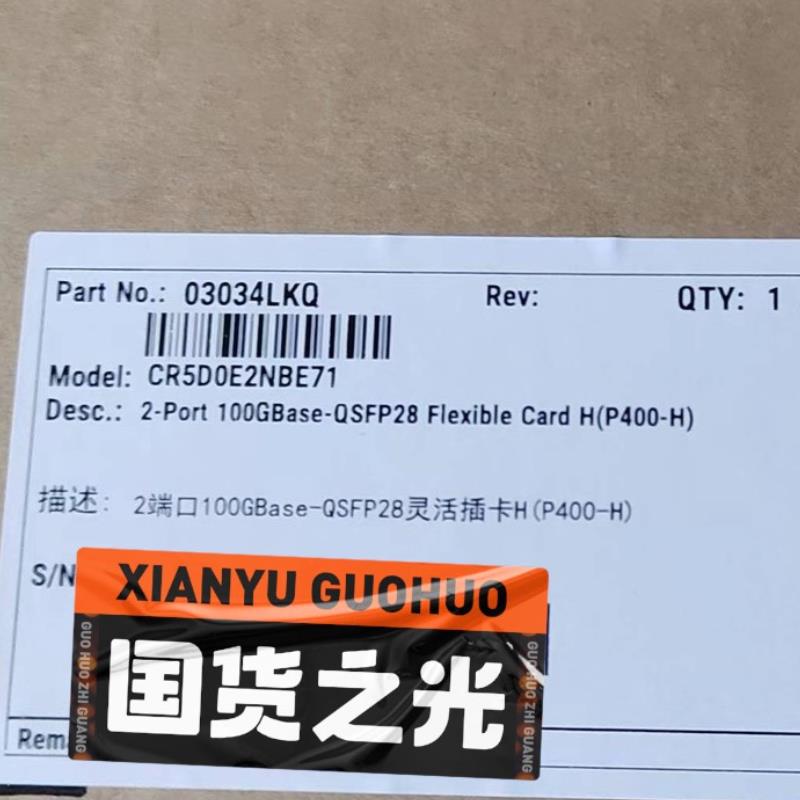 Part No.: 03034LKQ Rev: QTY: 1
Model: CR5D0E2NBE71
Desc.: 2-Port 100GBase-QSFP28 Flexible Card H(P400-H)
描述: 2端口100GBase-QSFP28灵活插卡H(P400-H)
S/N
XIANYU GUOHUO
GUO HUO ZHI GUANG
国货之光
GUOHUO ZHI GUANG
Rem